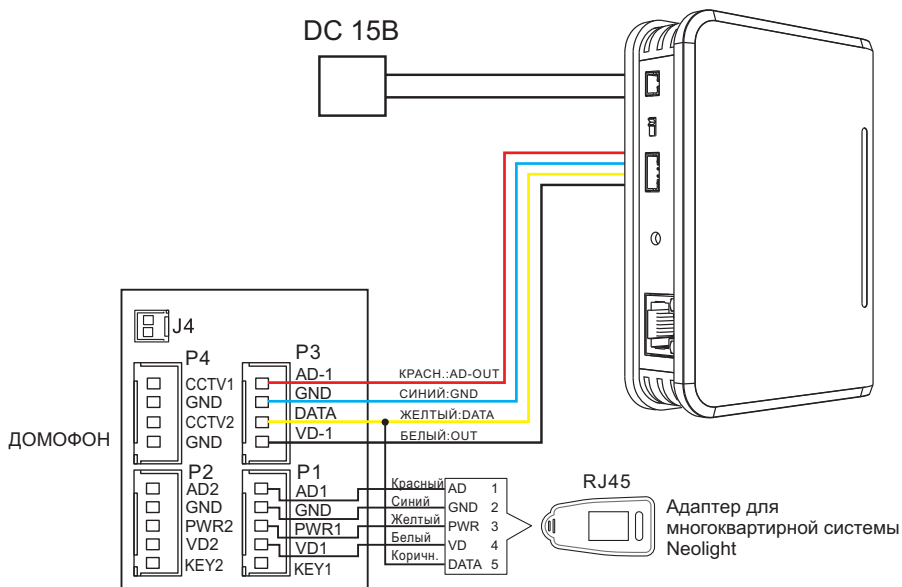 DC 15В
J4
P4
CCTV1
GND
CCTV2
GND
P3
AD-1
GND
DATA
VD-1
КРАСН.:AD-OUT
СИНИЙ:GND
ЖЕЛТЫЙ:DATA
БЕЛЫЙ:OUT
ДОМОФОН
P2
AD2
GND
PWR2
VD2
KEY2
P1
AD1
GND
PWR1
VD1
KEY1
Красный
Синий
Желтый
Белый
Коричн.
AD 1
GND 2
PWR 3
VD 4
DATA 5
RJ45
Адаптер для
многоквартирной системы
Neolight